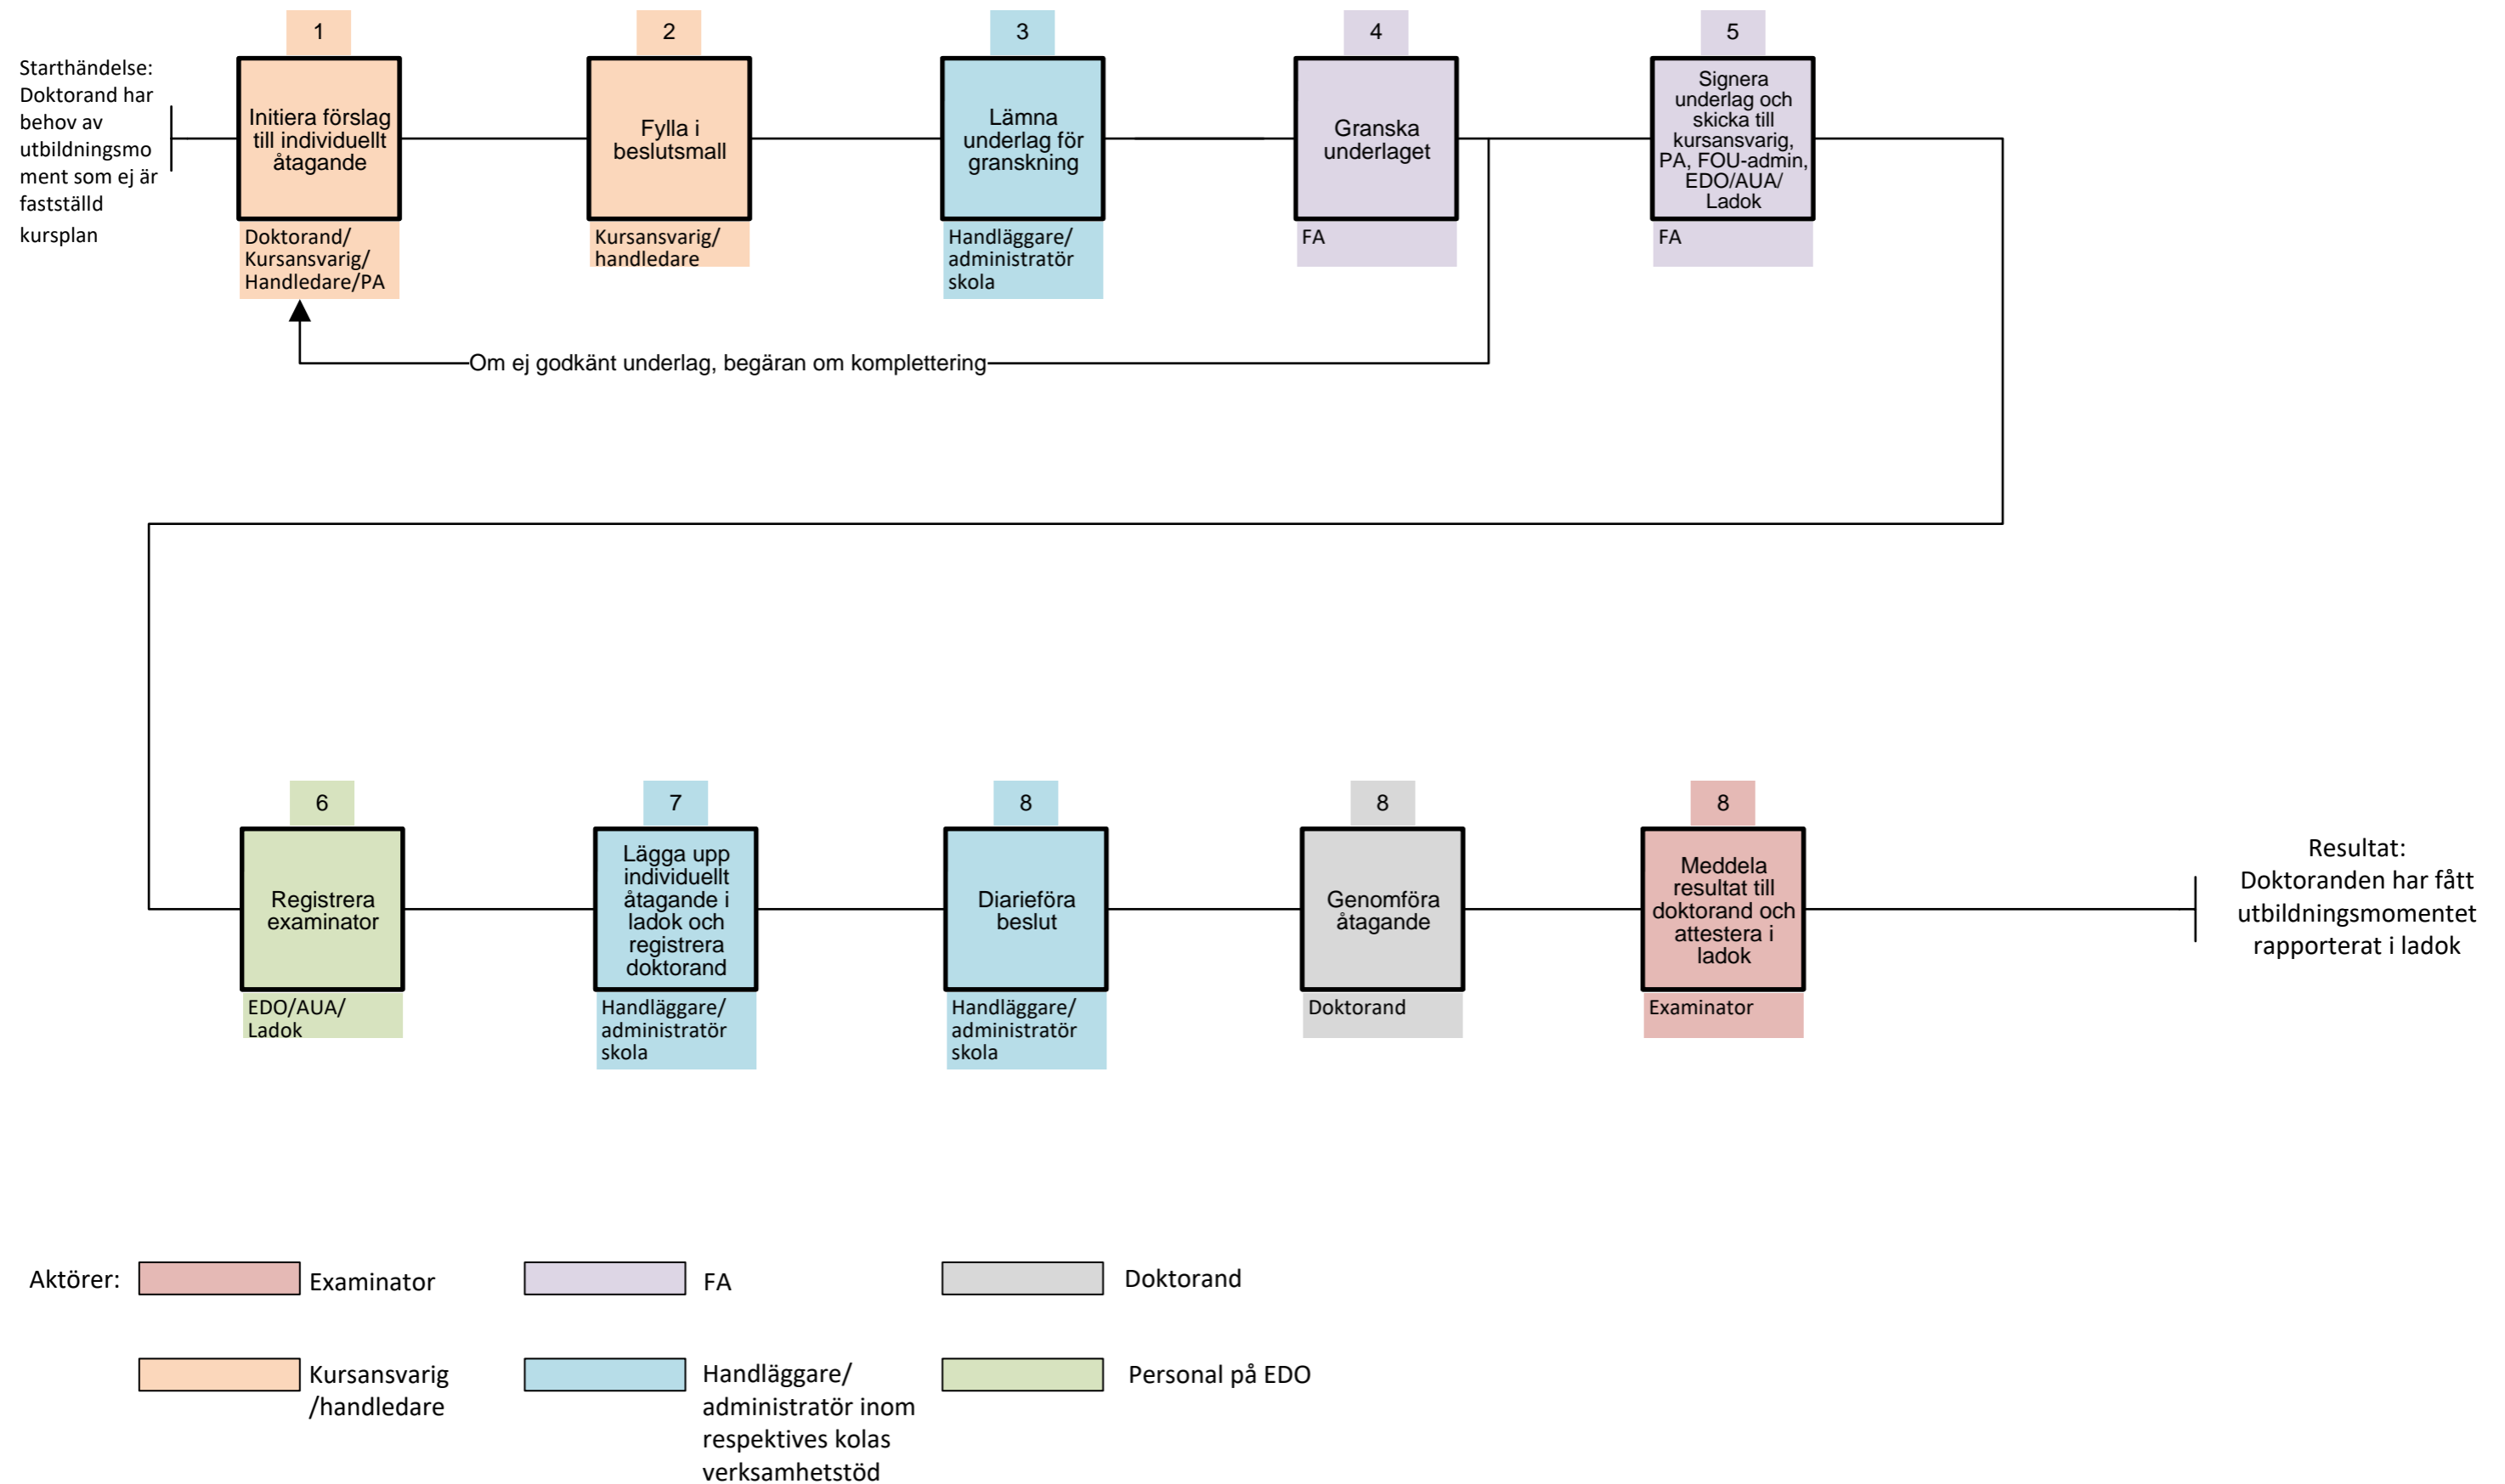 1
2
3
4
5
Starthändelse:
Doktorand har
behov av
utbildningsmo
ment som ej är
fastställd
kursplan
Initiera förslag
till individuellt
åtagande
Doktorand/
Kursansvarig/
Handledare/PA
Fylla i
beslutsmall
Kursansvarig/
handledare
Lämna
underlag för
granskning
Handläggare/
administratör
skola
Granska
underlaget
FA
Signera
underlag och
skicka till
kursansvarig,
PA, FOU-admin,
EDO/AUA/
Ladok
FA
Om ej godkänt underlag, begäran om komplettering
6
7
8
8
8
Registrera
examinator
EDO/AUA/
Ladok
Lägga upp
individuellt
åtagande i
ladok och
registrera
doktorand
Handläggare/
administratör
skola
Diarieföra
beslut
Handläggare/
administratör
skola
Genomföra
åtagande
Doktorand
Meddela
resultat till
doktorand och
attestera i
ladok
Examinator
Resultat:
Doktoranden har fått
utbildningsmomentet
rapporterat i ladok
Aktörer:
Examinator
FA
Doktorand
Kursansvarig
/handledare
Handläggare/
administratör inom
respektives kolas
verksamhetstöd
Personal på EDO